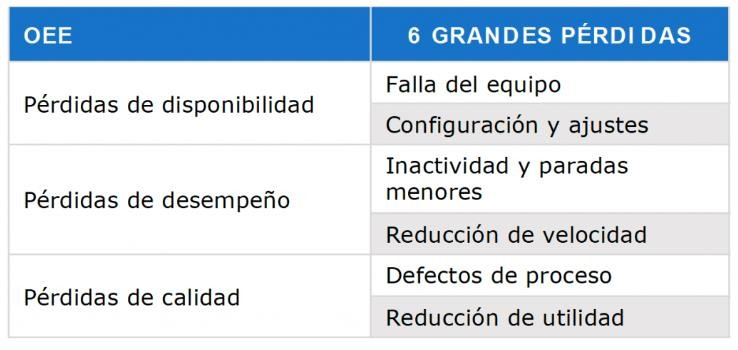 OEE
6 GRANDES PÉRDIDAS
Pérdidas de disponibilidad
Falla del equipo
Configuración y ajustes
Pérdidas de desempeño
Inactividad y paradas
menores
Reducción de velocidad
Pérdidas de calidad
Defectos de proceso
Reducción de utilidad